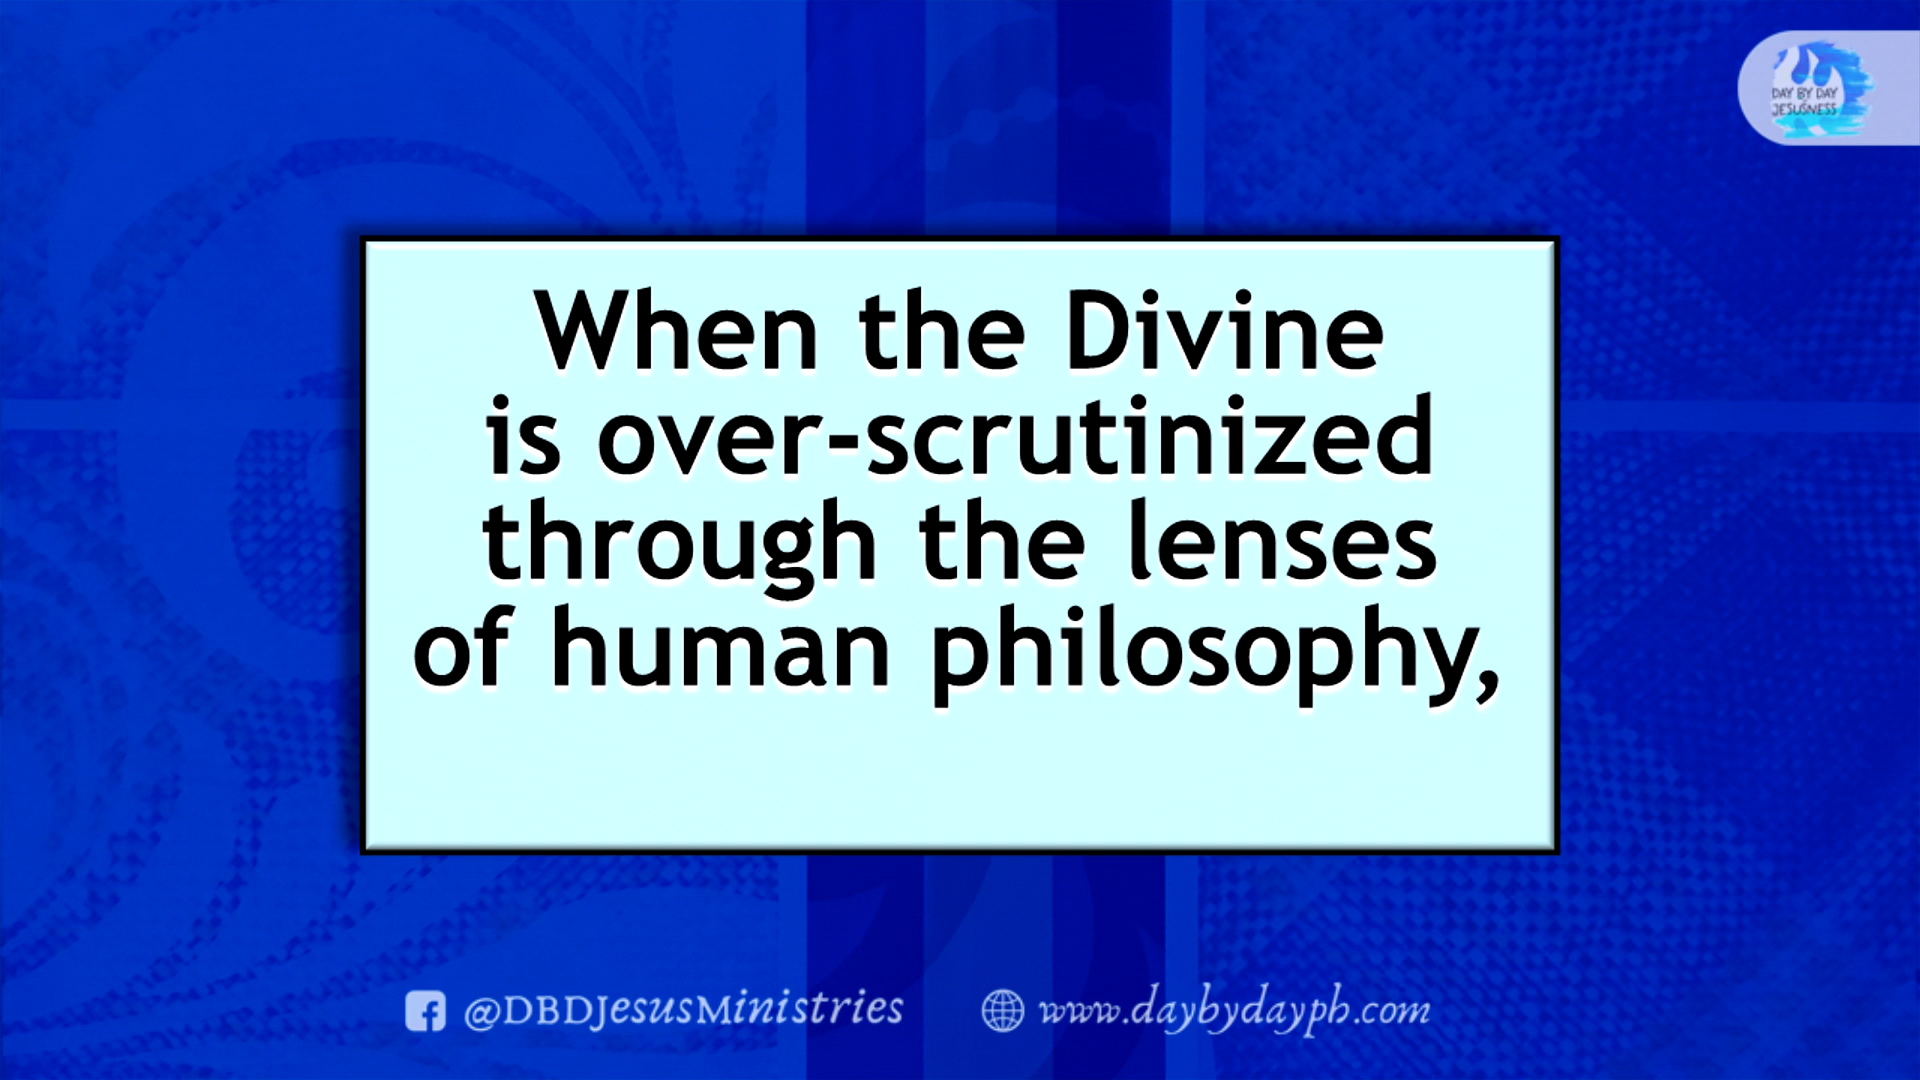 DAY BY DAY
JESUSNESS
When the Divine
is over-scrutinized
through the lenses
of human philosophy,
@DBDJesusMinistries
www.daybydayph.com